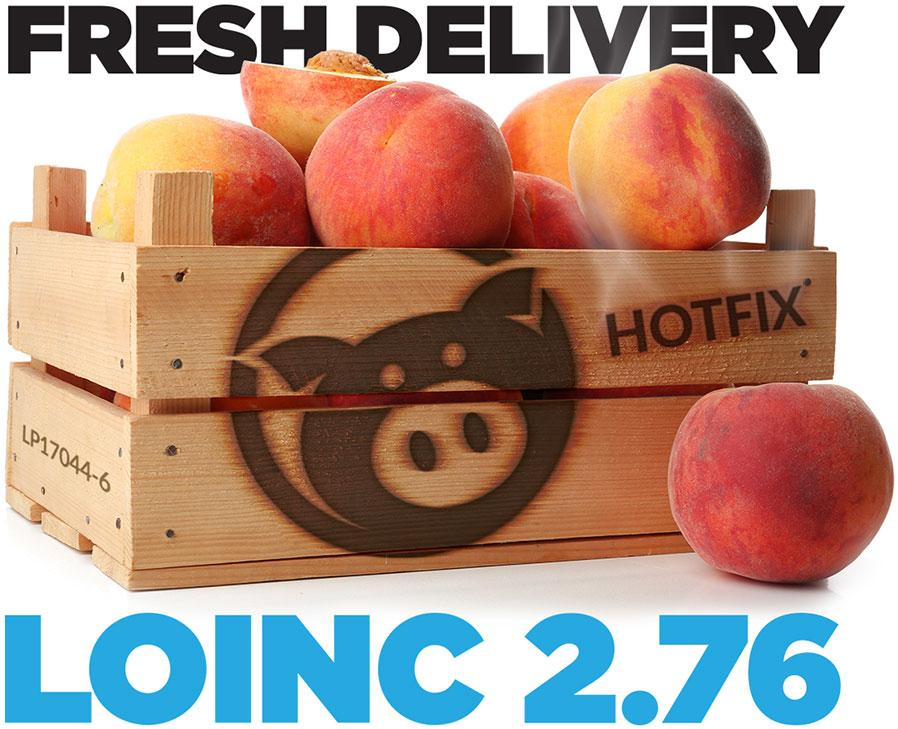 FRESH DELIVERY
HOTFIX
LP17044-6
LOINC 2.76